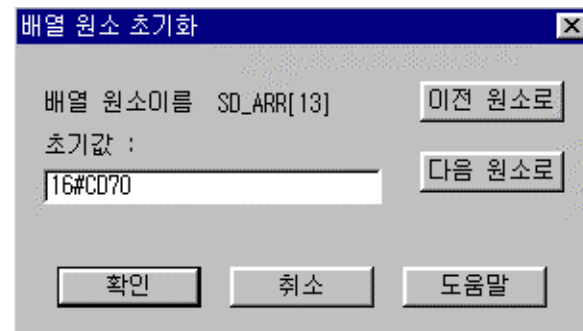 배열 원소 초기화
배열 원소이름 SD_ARR[13]
이전 원소로
초기값 :
다음 원소로
16#CD70
확인 취소 도움말